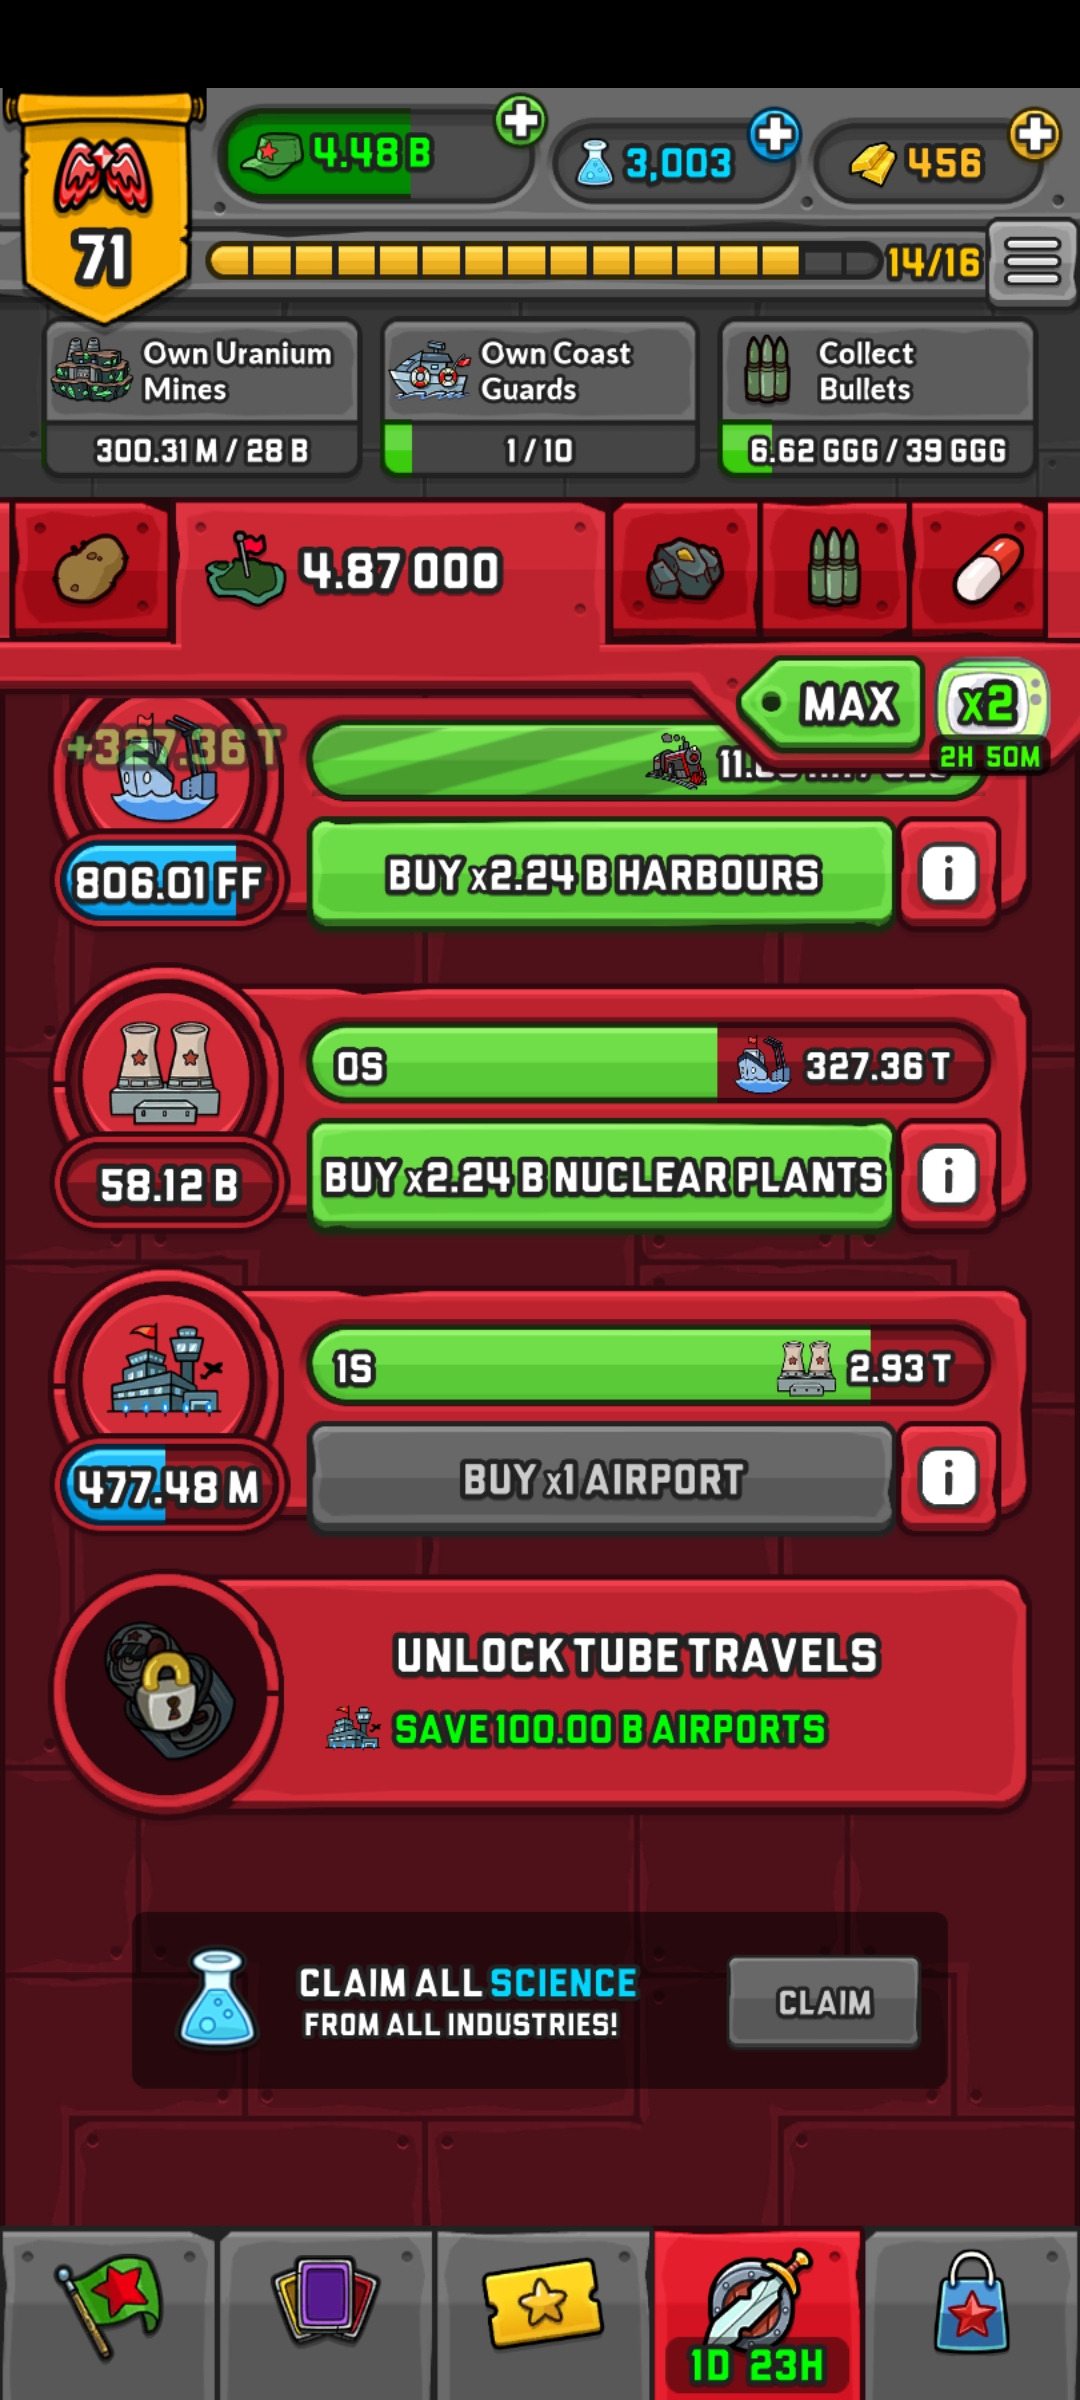 4.48 B
3,003
456
71
14/16
Own Uranium
Mines
300.31 M / 28 B
Own Coast
Guards
1 / 10
Collect
Bullets
6.62 GGG / 39 GGG
4.87 000
MAX
x2
2H 50M
+327.36 T
806.01 FF
BUY x2.24 B HARBOURS
i
0S
327.36 T
58.12 B
BUY x2.24 B NUCLEAR PLANTS
i
1S
2.93 T
477.48 M
BUY x1 AIRPORT
i
UNLOCK TUBE TRAVELS
SAVE 100.00 B AIRPORTS
CLAIM ALL SCIENCE
FROM ALL INDUSTRIES!
CLAIM
1D 23H